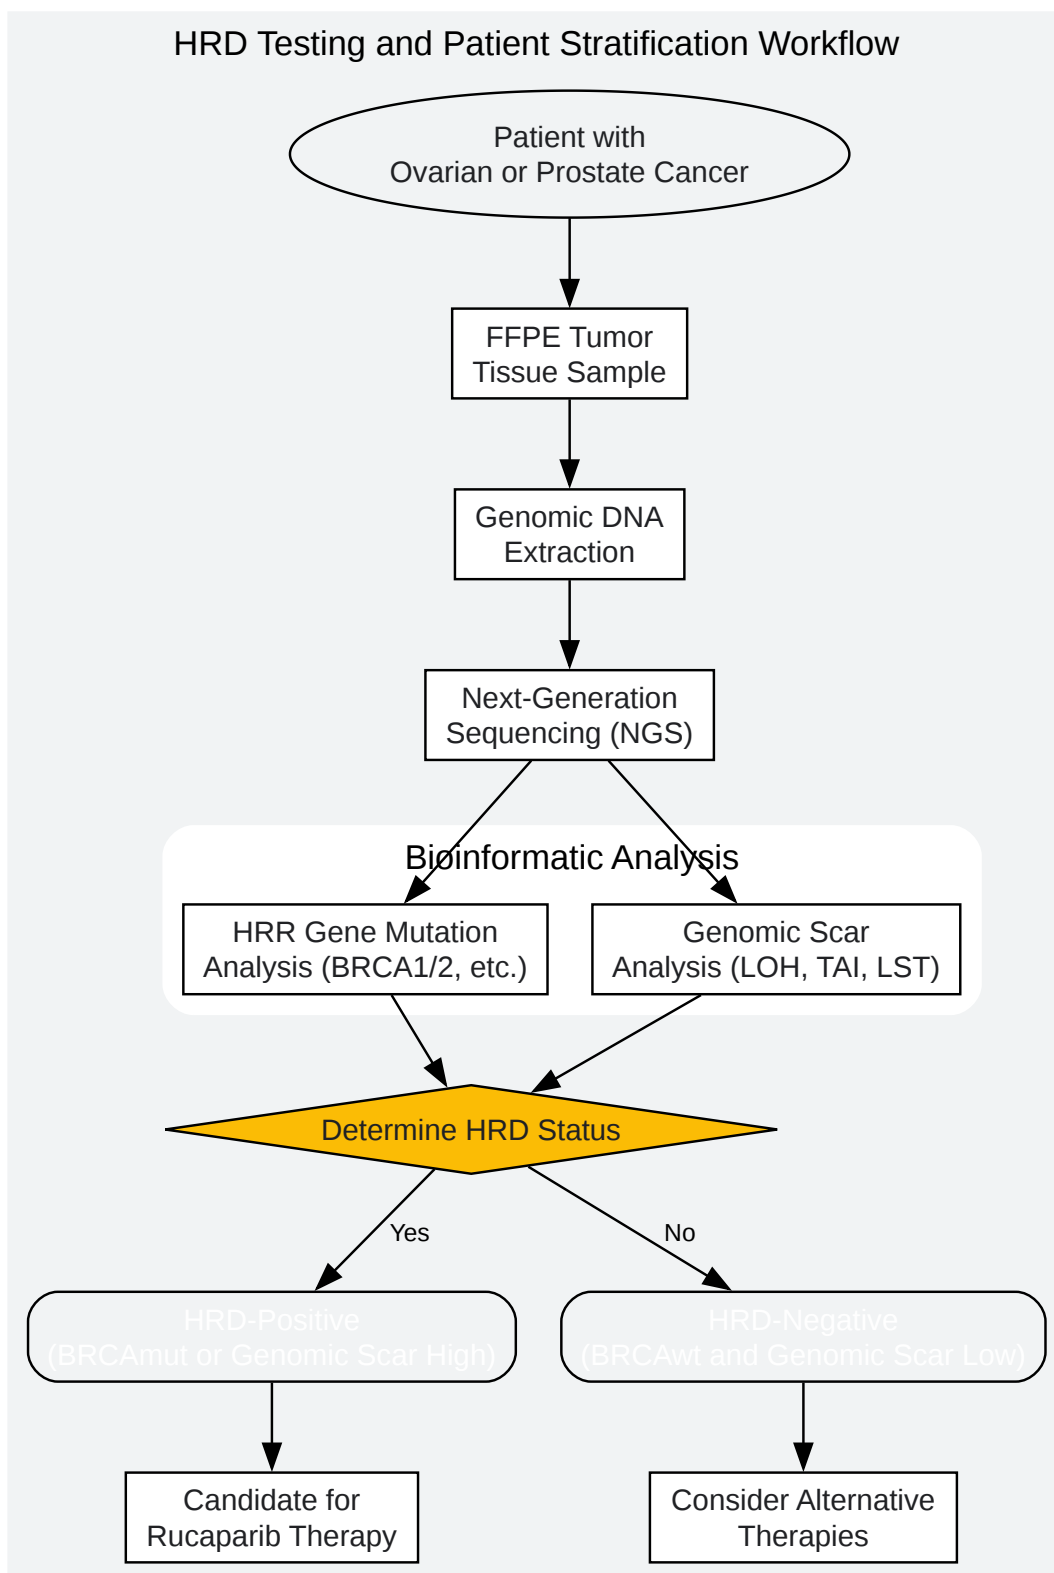 HRD Testing and Patient Stratification Workflow
Patient with
Ovarian or Prostate Cancer
FFPE Tumor
Tissue Sample
Genomic DNA
Extraction
Next-Generation
Sequencing (NGS)
Bioinformatic Analysis
HRR Gene Mutation
Analysis (BRCA1/2, etc.)
Genomic Scar
Analysis (LOH, TAI, LST)
Determine HRD Status
Yes
No
HRD-Positive
(BRCAmut or Genomic Scar High)
HRD-Negative
(BRCAwt and Genomic Scar Low)
Candidate for
Rucaparib Therapy
Consider Alternative
Therapies